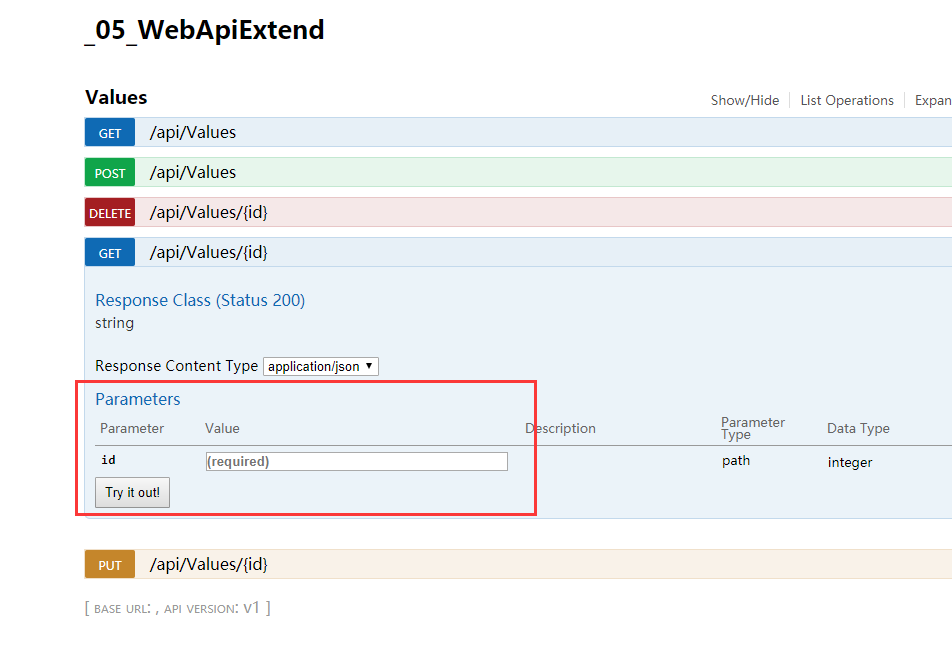 _05_WebApiExtend
Values
Show/Hide List Operations Expan
GET /api/Values
POST /api/Values
DELETE /api/Values/{id}
GET /api/Values/{id}
Response Class (Status 200)
string
Response Content Type application/json
Parameters
Parameter Value Description Parameter Type Data Type
id (required) path integer
Try it out!
PUT /api/Values/{id}
[ BASE URL: , API VERSION: V1 ]